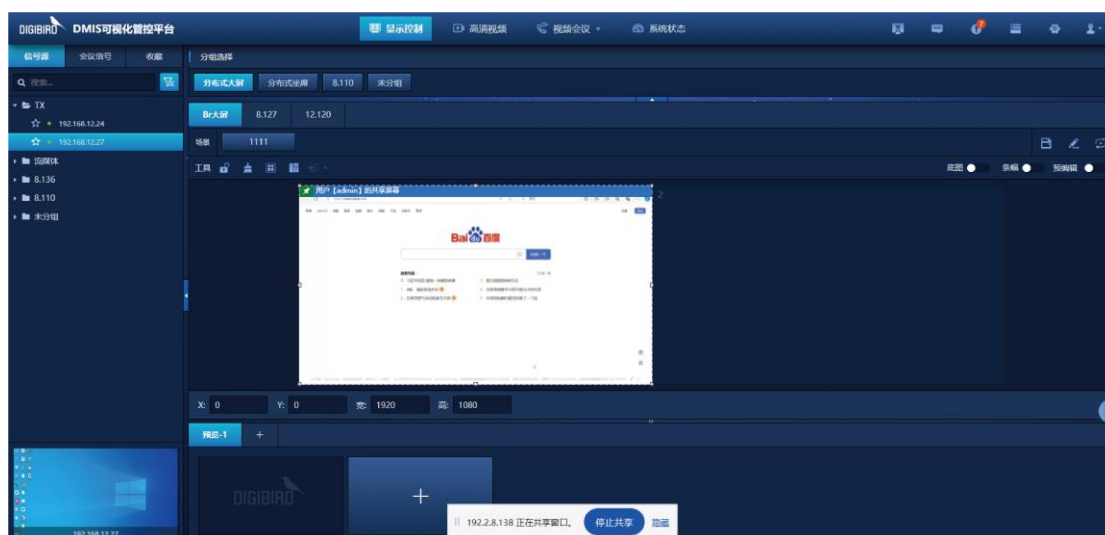 DIGIBIRD DMIS可视化管控平台 显示控制 高清视频 视频会议 系统状态
信号源 会议信号 收藏 分组选择
搜索... 分布式大屏 分布式坐席 8.110 未分组
TX
192.168.12.24
192.168.12.27
流媒体
8.136
8.110
未分组
Br大屏 8.127 12.120
场景 1111
工具 底图 条幅 预编辑
用户【admin】的共享屏幕 2
Bai du 百度
X: 0 Y: 0 宽: 1920 高: 1080
预览-1 +
DIGIBIRD +
192.2.8.138 正在共享窗口。 停止共享 隐藏
192.168.12.27